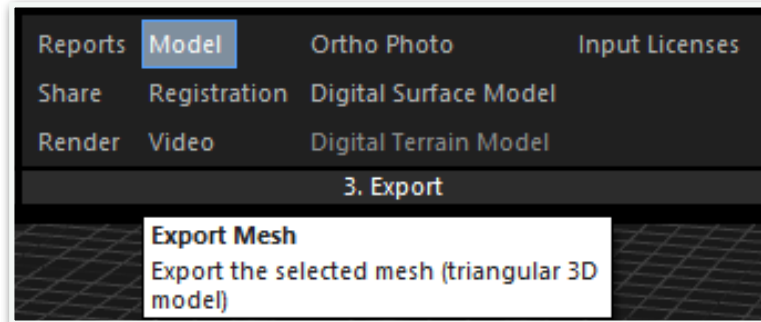 Reports Model Ortho Photo Input Licenses
Share Registration Digital Surface Model
Render Video Digital Terrain Model
3. Export
Export Mesh
Export the selected mesh (triangular 3D
model)